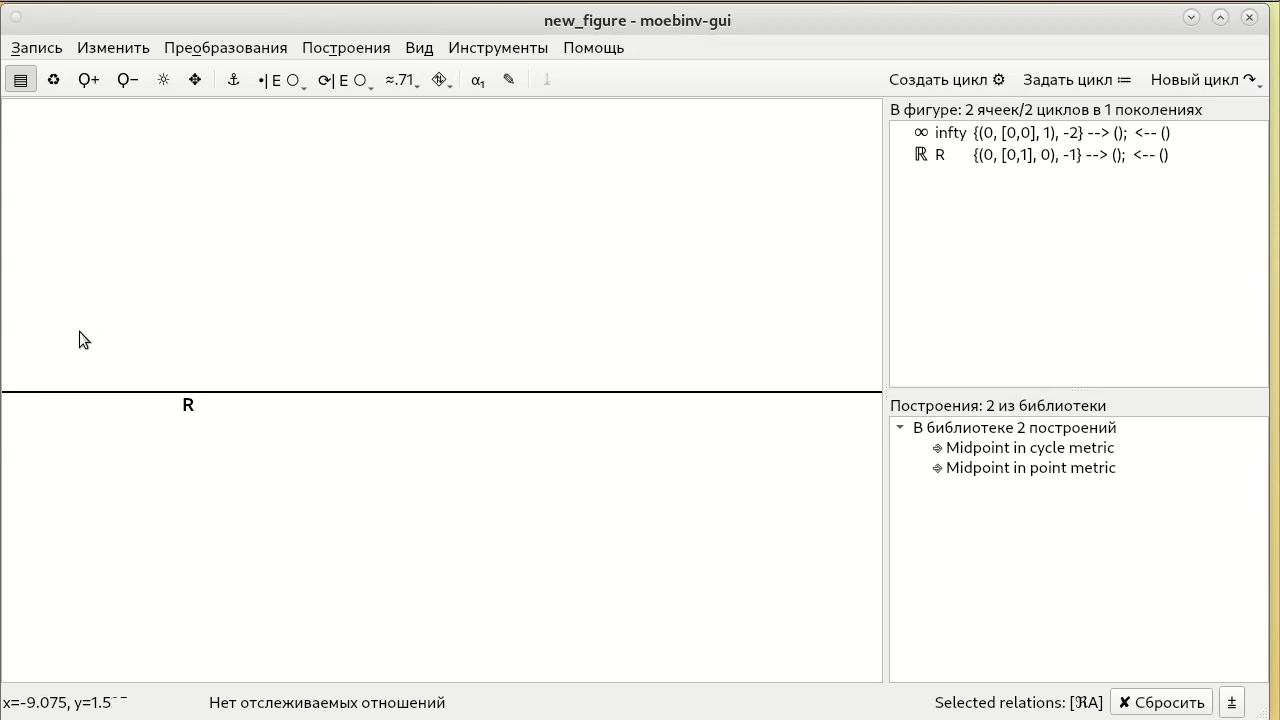 new_figure - moebinv-gui
Запись Изменить Преобразования Построения Вид Инструменты Помощь
E E ≈.71 α₁ Создать цикл Задать цикл Новый цикл
В фигуре: 2 ячеек/2 циклов в 1 поколениях
∞ infty {(0, [0,0], 1), -2} --> (); <-- ()
ℝ R {(0, [0,1], 0), -1} --> (); <-- ()
R
Построения: 2 из библиотеки
В библиотеке 2 построений
Midpoint in cycle metric
Midpoint in point metric
x=-9.075, y=1.5
Нет отслеживаемых отношений
Selected relations: [ℜA] ✘ Сбросить ±